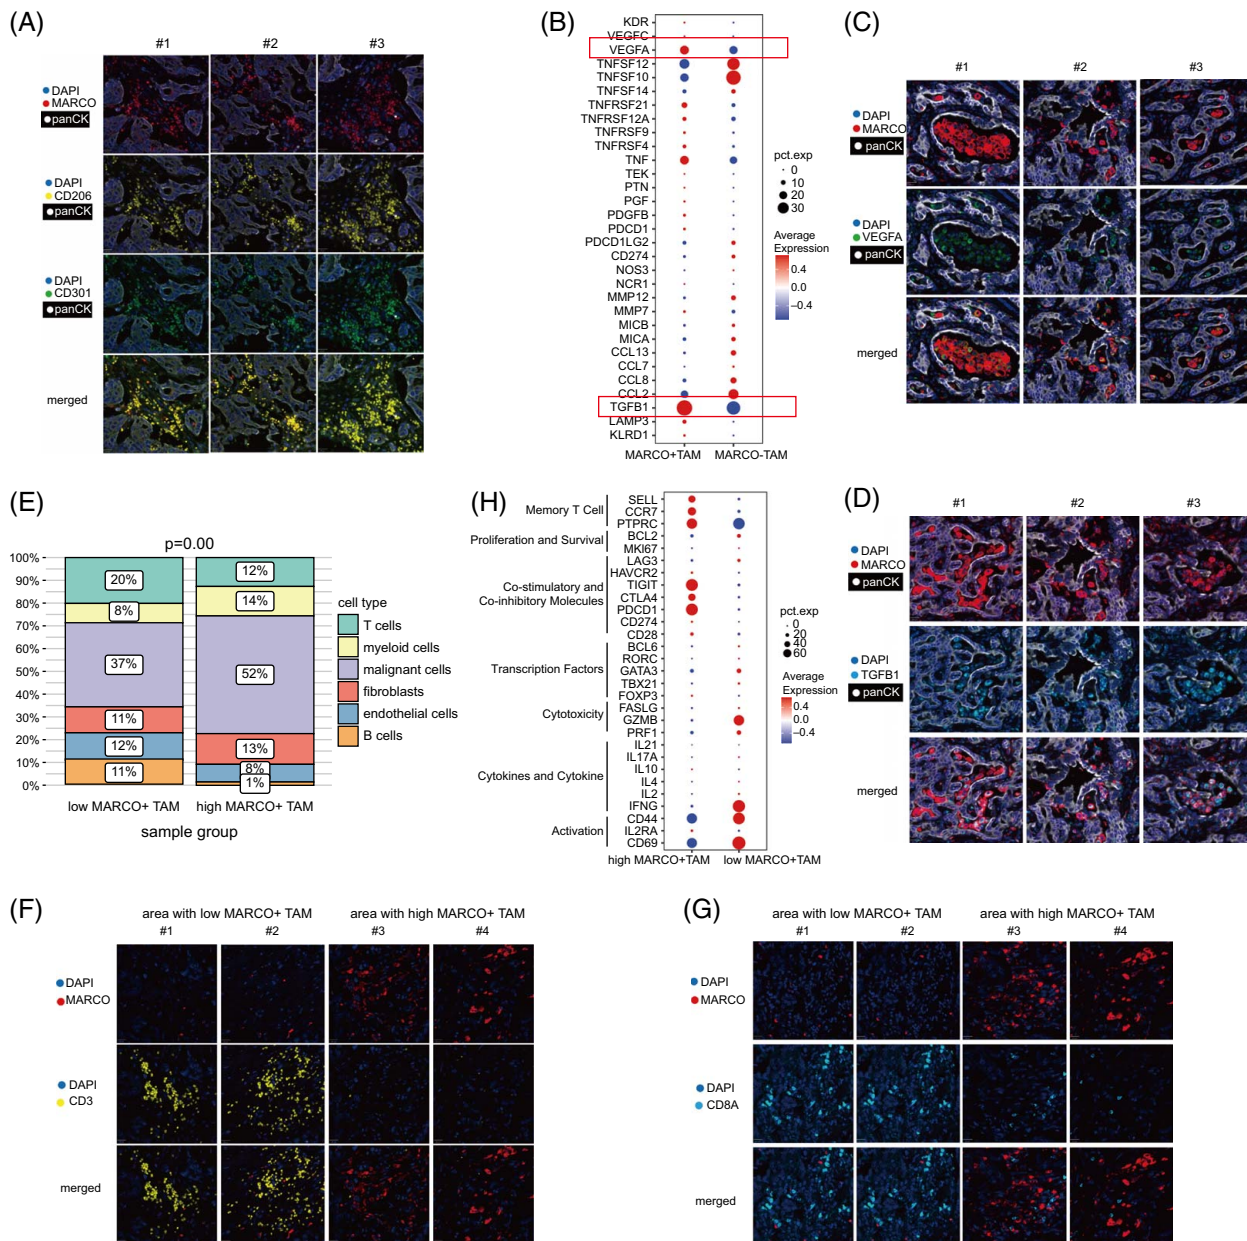 (A)
#1
#2
#3
DAPI
MARCO
panCK
DAPI
CD206
panCK
DAPI
CD301
panCK
merged
(B)
KDR
VEGFC
VEGFA
TNFSF12
TNFSF10
TNFSF14
TNFRSF21
TNFRSF12A
TNFRSF9
TNFRSF4
TNF
TEK
PTN
PGF
PDGFB
PDCD1
PDCD1LG2
CD274
NOS3
NCR1
MMP12
MMP7
MICB
MICA
CCL13
CCL7
CCL8
CCL2
TGFB1
LAMP3
KLRD1
MARCO+TAM
MARCO-TAM
pct.exp
0
10
20
30
Average
Expression
0.4
0.0
−0.4
(C)
#1
#2
#3
DAPI
MARCO
panCK
DAPI
VEGFA
panCK
merged
(E)
p=0.00
100%
90%
80%
70%
60%
50%
40%
30%
20%
10%
0%
20%
8%
37%
11%
12%
11%
12%
14%
52%
13%
8%
1%
low MARCO+ TAM
high MARCO+ TAM
sample group
cell type
T cells
myeloid cells
malignant cells
fibroblasts
endothelial cells
B cells
(H)
Memory T Cell
Proliferation and Survival
Co-stimulatory and
Co-inhibitory Molecules
Transcription Factors
Cytotoxicity
Cytokines and Cytokine
Activation
SELL
CCR7
PTPRC
BCL2
MKI67
LAG3
HAVCR2
TIGIT
CTLA4
PDCD1
CD274
CD28
BCL6
RORC
GATA3
TBX21
FOXP3
FASLG
GZMB
PRF1
IL21
IL17A
IL10
IL4
IL2
IFNG
CD44
IL2RA
CD69
high MARCO+TAM
low MARCO+TAM
pct.exp
0
20
40
60
Average
Expression
0.4
0.0
−0.4
(D)
#1
#2
#3
DAPI
MARCO
panCK
DAPI
TGFB1
panCK
merged
(F)
area with low MARCO+ TAM
area with high MARCO+ TAM
#1
#2
#3
#4
DAPI
MARCO
DAPI
CD3
merged
(G)
area with low MARCO+ TAM
area with high MARCO+ TAM
#1
#2
#3
#4
DAPI
MARCO
DAPI
CD8A
merged